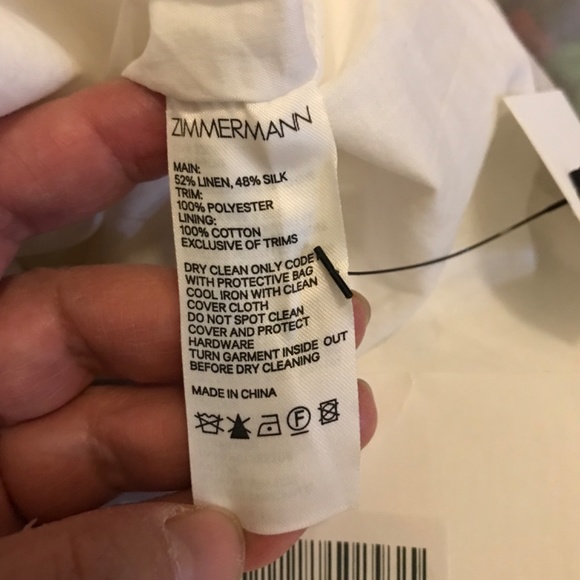 ZIMMERMANN
MAIN:
52% LINEN, 48% SILK
TRIM:
100% POLYESTER
LINING:
100% COTTON
EXCLUSIVE OF TRIMS
DRY CLEAN ONLY CODE
WITH PROTECTIVE BAG
COOL IRON WITH CLEAN
COVER CLOTH
DO NOT SPOT CLEAN
COVER AND PROTECT
HARDWARE
TURN GARMENT INSIDE OUT
BEFORE DRY CLEANING
MADE IN CHINA
F